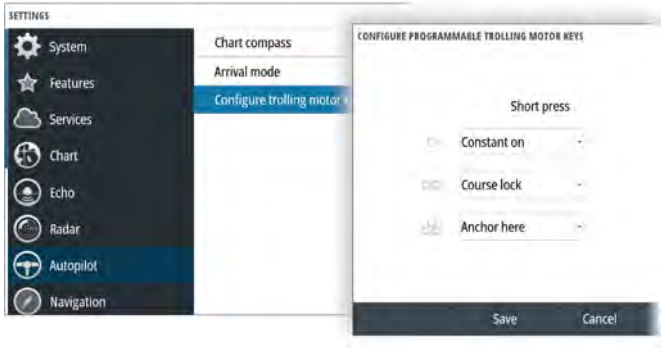 SETTINGS
System
Features
Services
Chart
Echo
Radar
Autopilot
Navigation
Chart compass
Arrival mode
Configure trolling motor
CONFIGURE PROGRAMMABLE TROLLING MOTOR KEYS
Short press
Constant on
Course lock
Anchor here
Save
Cancel